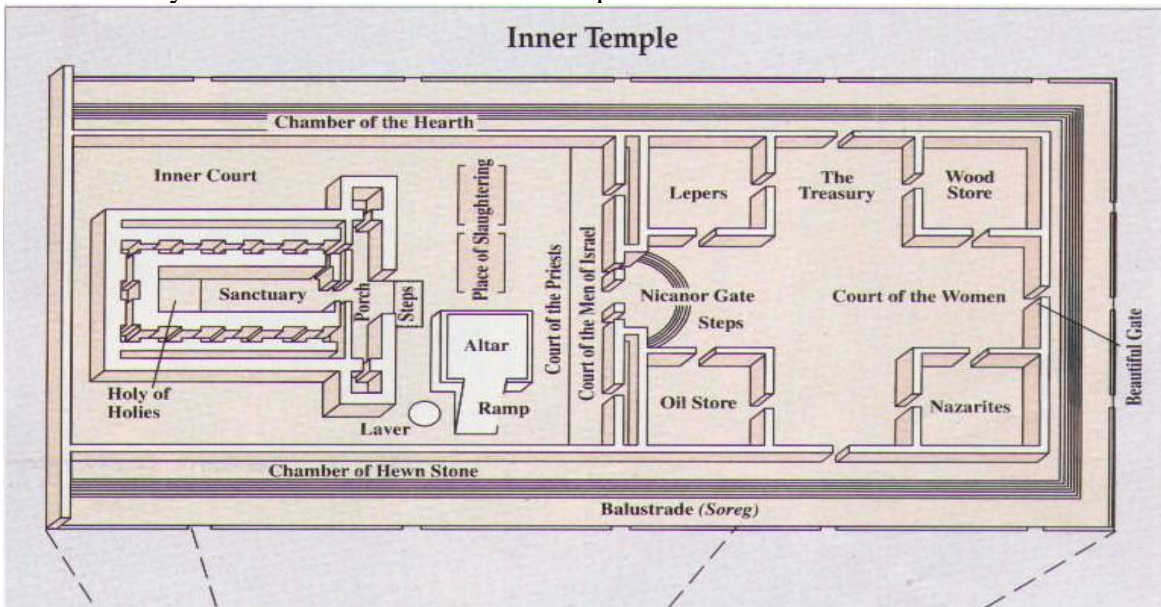 Inner Temple
Chamber of the Hearth
Inner Court
Place of Slaughtering
Lepers
The
Treasury
Wood
Store
Sanctuary
Porch
Steps
Court of the Priests
Court of the Men of Israel
Nicanor Gate
Steps
Court of the Women
Beautiful Gate
Altar
Holy of
Holies
Ramp
Laver
Oil Store
Nazarites
Chamber of Hewn Stone
Balustrade (Soreg)